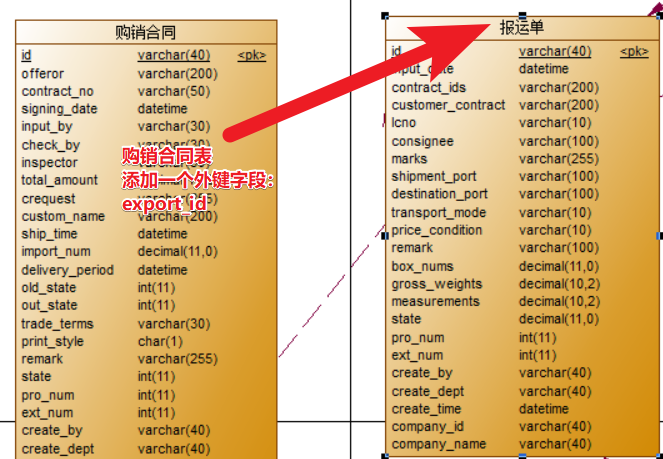 购销合同
id varchar(40) <pk>
offeror varchar(200)
contract_no varchar(50)
signing_date datetime
input_by varchar(30)
check_by varchar(30)
inspector
total_amount
crequest
custom_name varchar(200)
ship_time datetime
import_num decimal(11,0)
delivery_period datetime
old_state int(11)
out_state int(11)
trade_terms varchar(30)
print_style char(1)
remark varchar(255)
state int(11)
pro_num int(11)
ext_num int(11)
create_by varchar(40)
create_dept varchar(40)
购销合同表
添加一个外键字段:
export_id
报运单
id varchar(40) <pk>
input_date datetime
contract_ids varchar(200)
customer_contract varchar(200)
lcno varchar(10)
consignee varchar(100)
marks varchar(255)
shipment_port varchar(100)
destination_port varchar(100)
transport_mode varchar(10)
price_condition varchar(10)
remark varchar(100)
box_nums decimal(11,0)
gross_weights decimal(10,2)
measurements decimal(10,2)
state decimal(11,0)
pro_num int(11)
ext_num int(11)
create_by varchar(40)
create_dept varchar(40)
create_time datetime
company_id varchar(40)
company_name varchar(40)